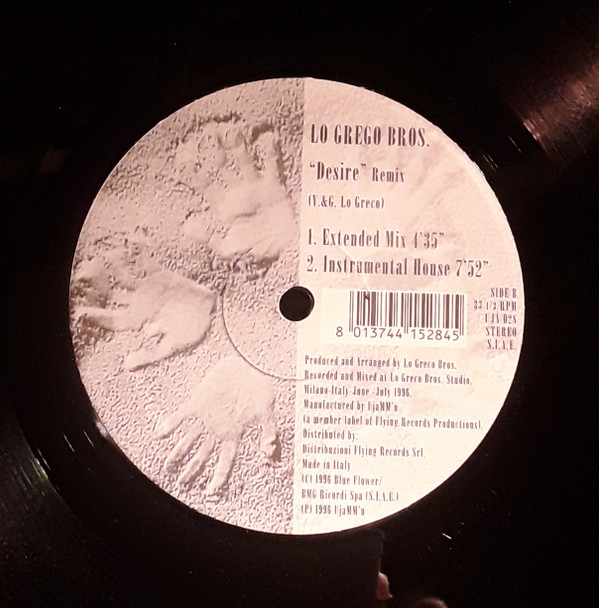 LO GREGO BROS.
"Desire" Remix
(V.&G. Lo Greco)
1. Extended Mix 4'35"
2. Instrumental House 7'52"
SIDE B
33 1/3 RPM
UJA 028
STEREO
S.I.A.E.
8 013744 152845
Produced and Arranged by Lo Greco Bros.
Recorded and Mixed at Lo Greco Bros. Studio,
Milano-Italy-June -July 1996.
Manufactured by UjaMM'n
(a member label of Flying Records Productions).
Distributed by:
Distribuzioni Flying Records Srl.
Made in Italy
(C) 1996 Blue Flower/
BMG Ricordi Spa (S.I.A.E.)
(P) 1996 UjaMM'n